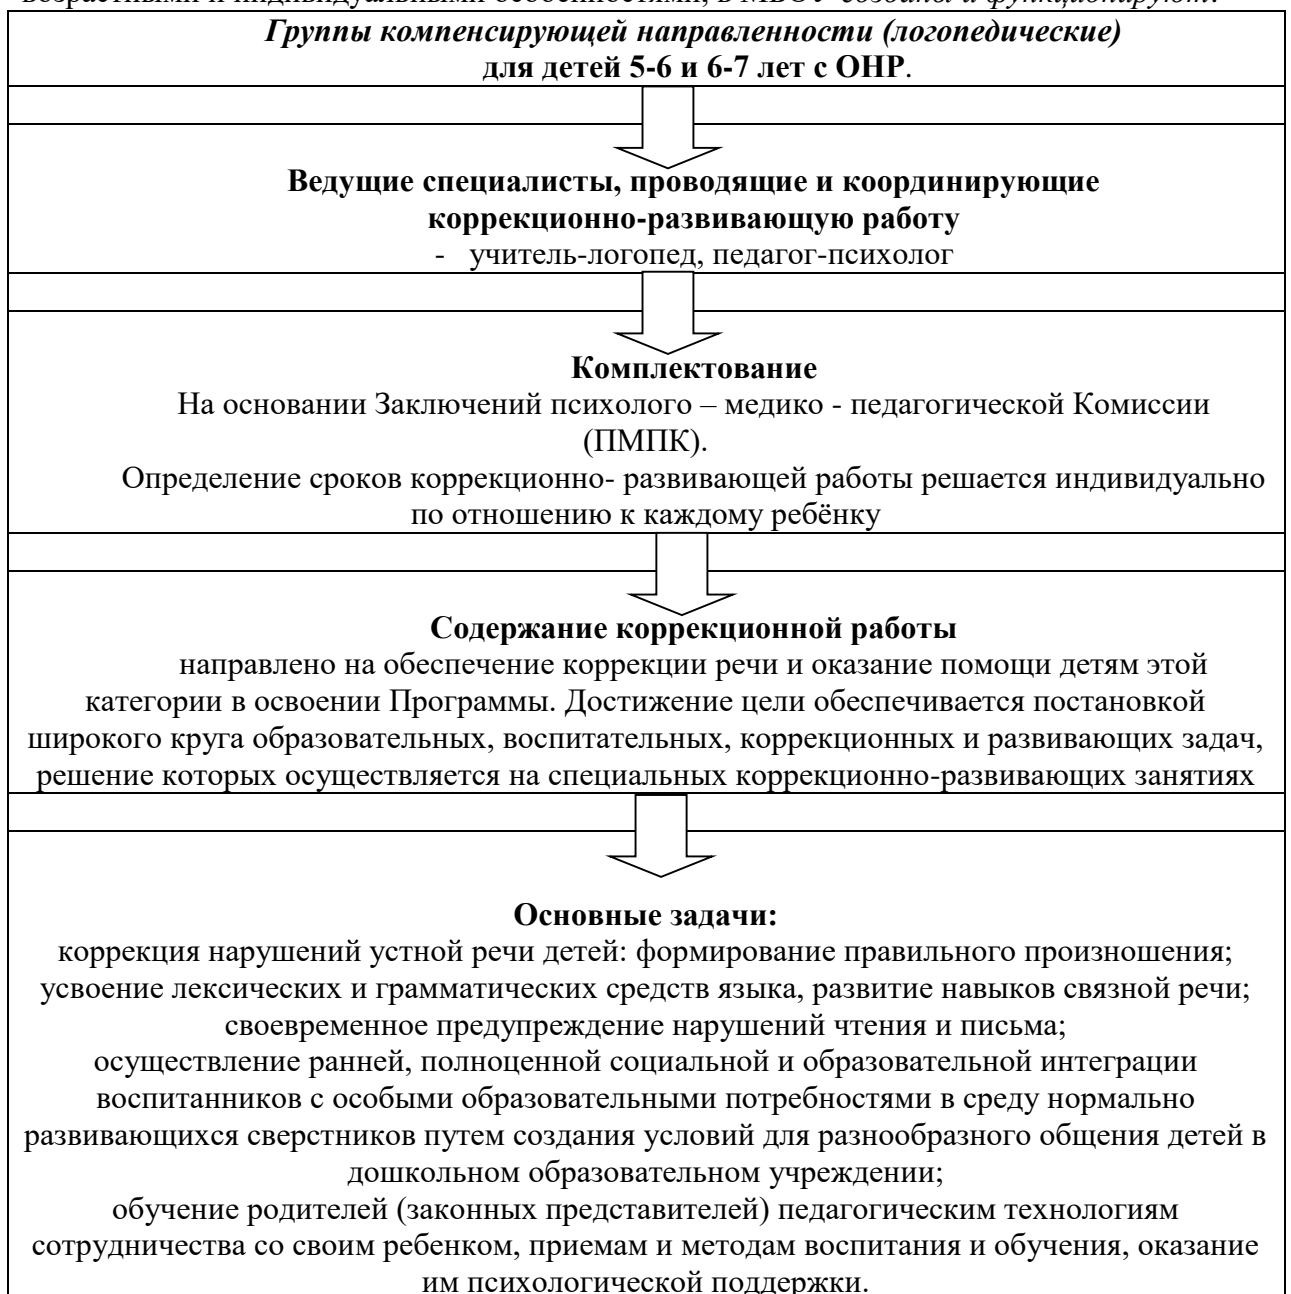 возрастными и индивидуальными особенностями, в МБОУ создана и функционируют:
Группы компенсирующей направленности (логопедические)
для детей 5-6 и 6-7 лет с ОНР.
Ведущие специалисты, проводящие и координирующие
коррекционно-развивающую работу
- учитель-логопед, педагог-психолог
Комплектование
На основании Заключений психолого – медико - педагогической Комиссии
(ПМПК).
Определение сроков коррекционно- развивающей работы решается индивидуально
по отношению к каждому ребёнку
Содержание коррекционной работы
направлено на обеспечение коррекции речи и оказание помощи детям этой
категории в освоении Программы. Достижение цели обеспечивается постановкой
широкого круга образовательных, воспитательных, коррекционных и развивающих задач,
решение которых осуществляется на специальных коррекционно-развивающих занятиях
Основные задачи:
коррекция нарушений устной речи детей: формирование правильного произношения;
усвоение лексических и грамматических средств языка, развитие навыков связной речи;
своевременное предупреждение нарушений чтения и письма;
осуществление ранней, полноценной социальной и образовательной интеграции
воспитанников с особыми образовательными потребностями в среду нормально
развивающихся сверстников путем создания условий для разнообразного общения детей в
дошкольном образовательном учреждении;
обучение родителей (законных представителей) педагогическим технологиям
сотрудничества со своим ребенком, приемам и методам воспитания и обучения, оказание
им психологической поддержки.